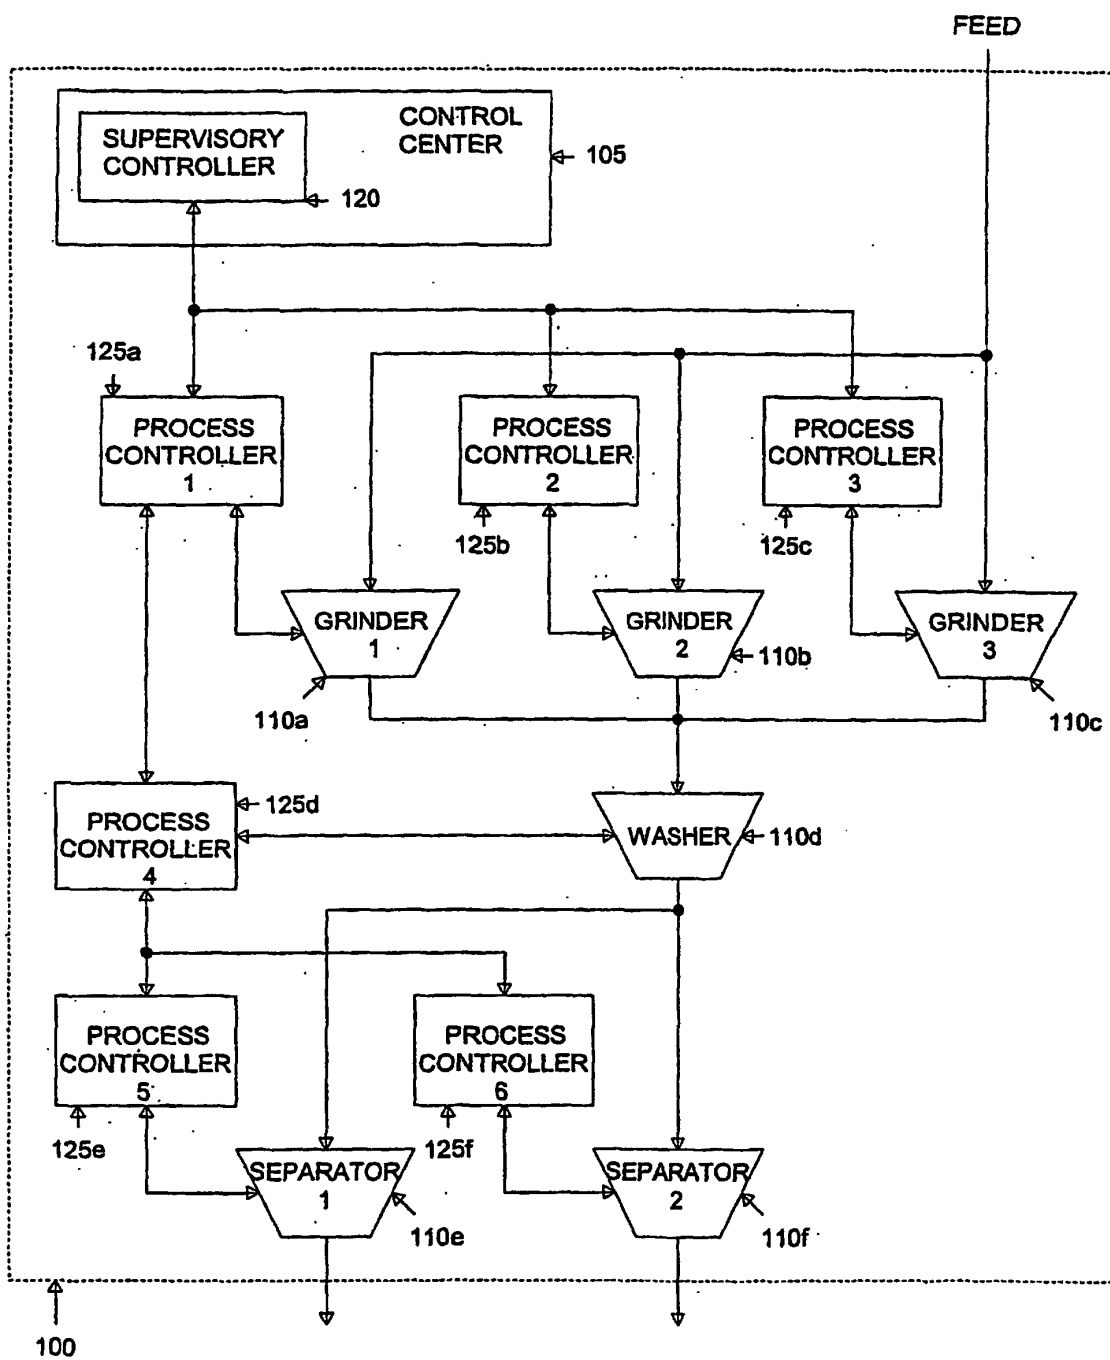 FEED
CONTROL
CENTER
105
SUPERVISORY
CONTROLLER
120
125a
PROCESS
CONTROLLER
1
PROCESS
CONTROLLER
2
PROCESS
CONTROLLER
3
125b
125c
GRINDER
1
GRINDER
2
GRINDER
3
110a
110b
110c
PROCESS
CONTROLLER
4
125d
WASHER
110d
PROCESS
CONTROLLER
5
PROCESS
CONTROLLER
6
125e
125f
SEPARATOR
1
SEPARATOR
2
110e
110f
100